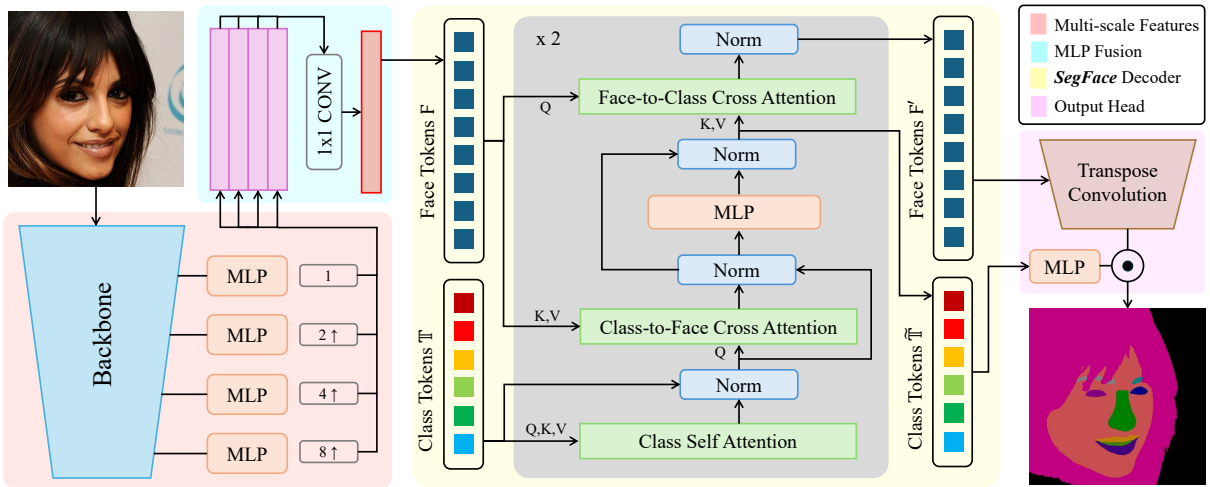 1x1 CONV
Backbone
MLP
1
MLP
2 ↑
MLP
4 ↑
MLP
8 ↑
Face Tokens F
Class Tokens 𝕋
x 2
Norm
Face-to-Class Cross Attention
Q
K,V
Norm
MLP
Norm
K,V
Class-to-Face Cross Attention
Q
Norm
Q,K,V
Class Self Attention
Face Tokens F′
Class Tokens 𝕋̃
Multi-scale Features
MLP Fusion
SegFace Decoder
Output Head
Transpose
Convolution
MLP